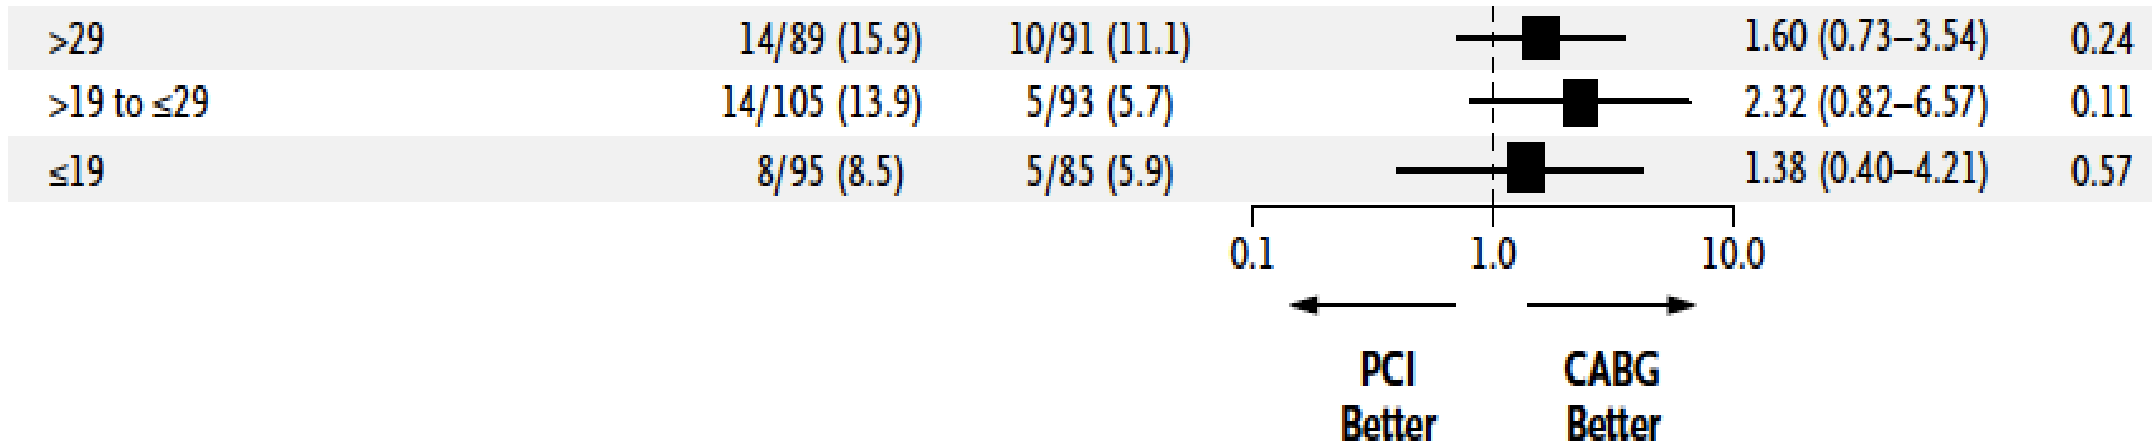 >29 14/89 (15.9) 10/91 (11.1) 1.60 (0.73–3.54) 0.24
>19 to ≤29 14/105 (13.9) 5/93 (5.7) 2.32 (0.82–6.57) 0.11
≤19 8/95 (8.5) 5/85 (5.9) 1.38 (0.40–4.21) 0.57
0.1 1.0 10.0
PCI CABG
Better Better